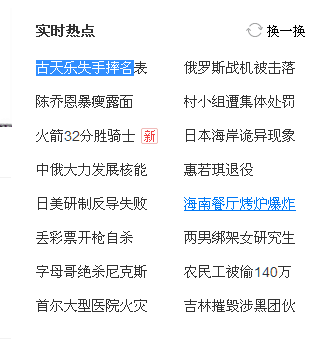 实时热点 换一换
古天乐失手摔名表 俄罗斯战机被击落
陈乔恩暴瘦露面 村小组遭集体处罚
火箭32分胜骑士 新 日本海岸诡异现象
中俄大力发展核能 惠若琪退役
日美研制反导失败 海南餐厅烤炉爆炸
丢彩票开枪自杀 两男绑架女研究生
字母哥绝杀尼克斯 农民工被偷140万
首尔大型医院火灾 吉林摧毁涉黑团伙